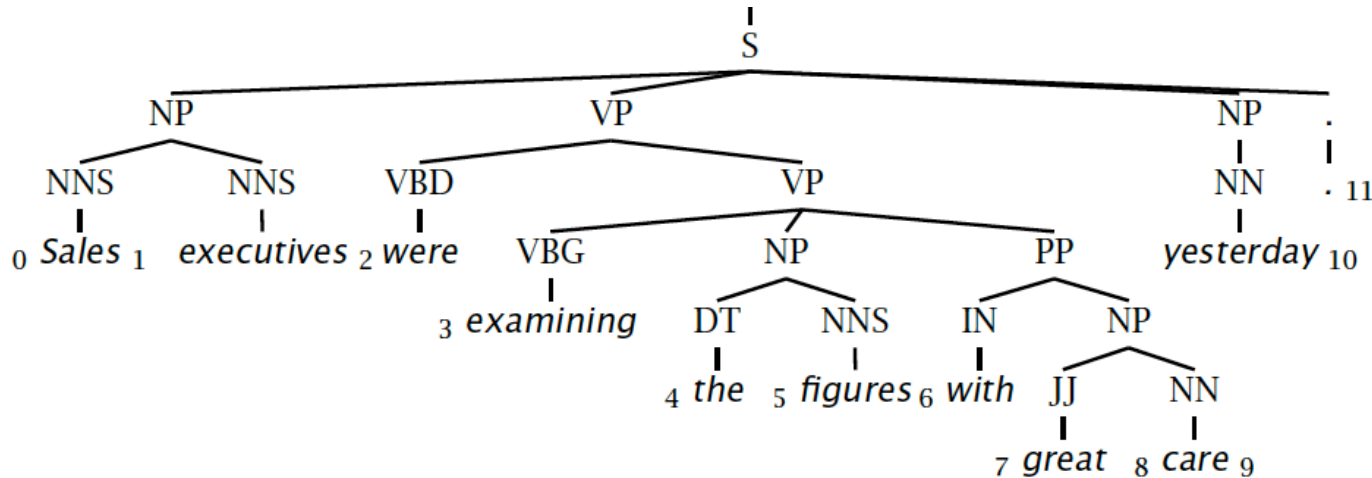 S
NP VP NP .
NNS NNS VBD VP NN . 11
0 Sales 1 executives 2 were VBG NP PP yesterday 10
3 examining DT NNS IN NP
4 the 5 figures 6 with JJ NN
7 great 8 care 9